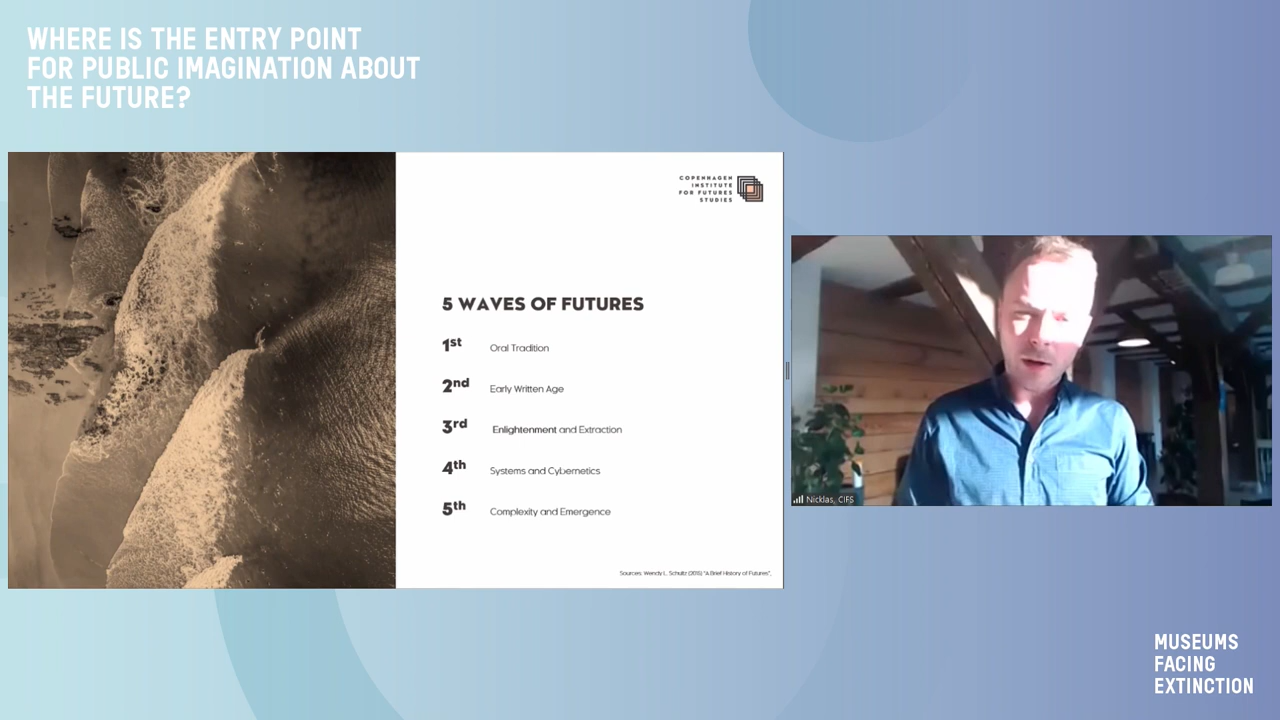 WHERE IS THE ENTRY POINT
FOR PUBLIC IMAGINATION ABOUT
THE FUTURE?
COPENHAGEN
INSTITUTE
FOR FUTURES
STUDIES
5 WAVES OF FUTURES
1st Oral Tradition
2nd Early Written Age
3rd Enlightenment and Extraction
4th Systems and Cybernetics
5th Complexity and Emergence
Sources: Wendy L. Schultz (2015) "A Brief History of Futures",
Nicklas, CIFS
MUSEUMS
FACING
EXTINCTION